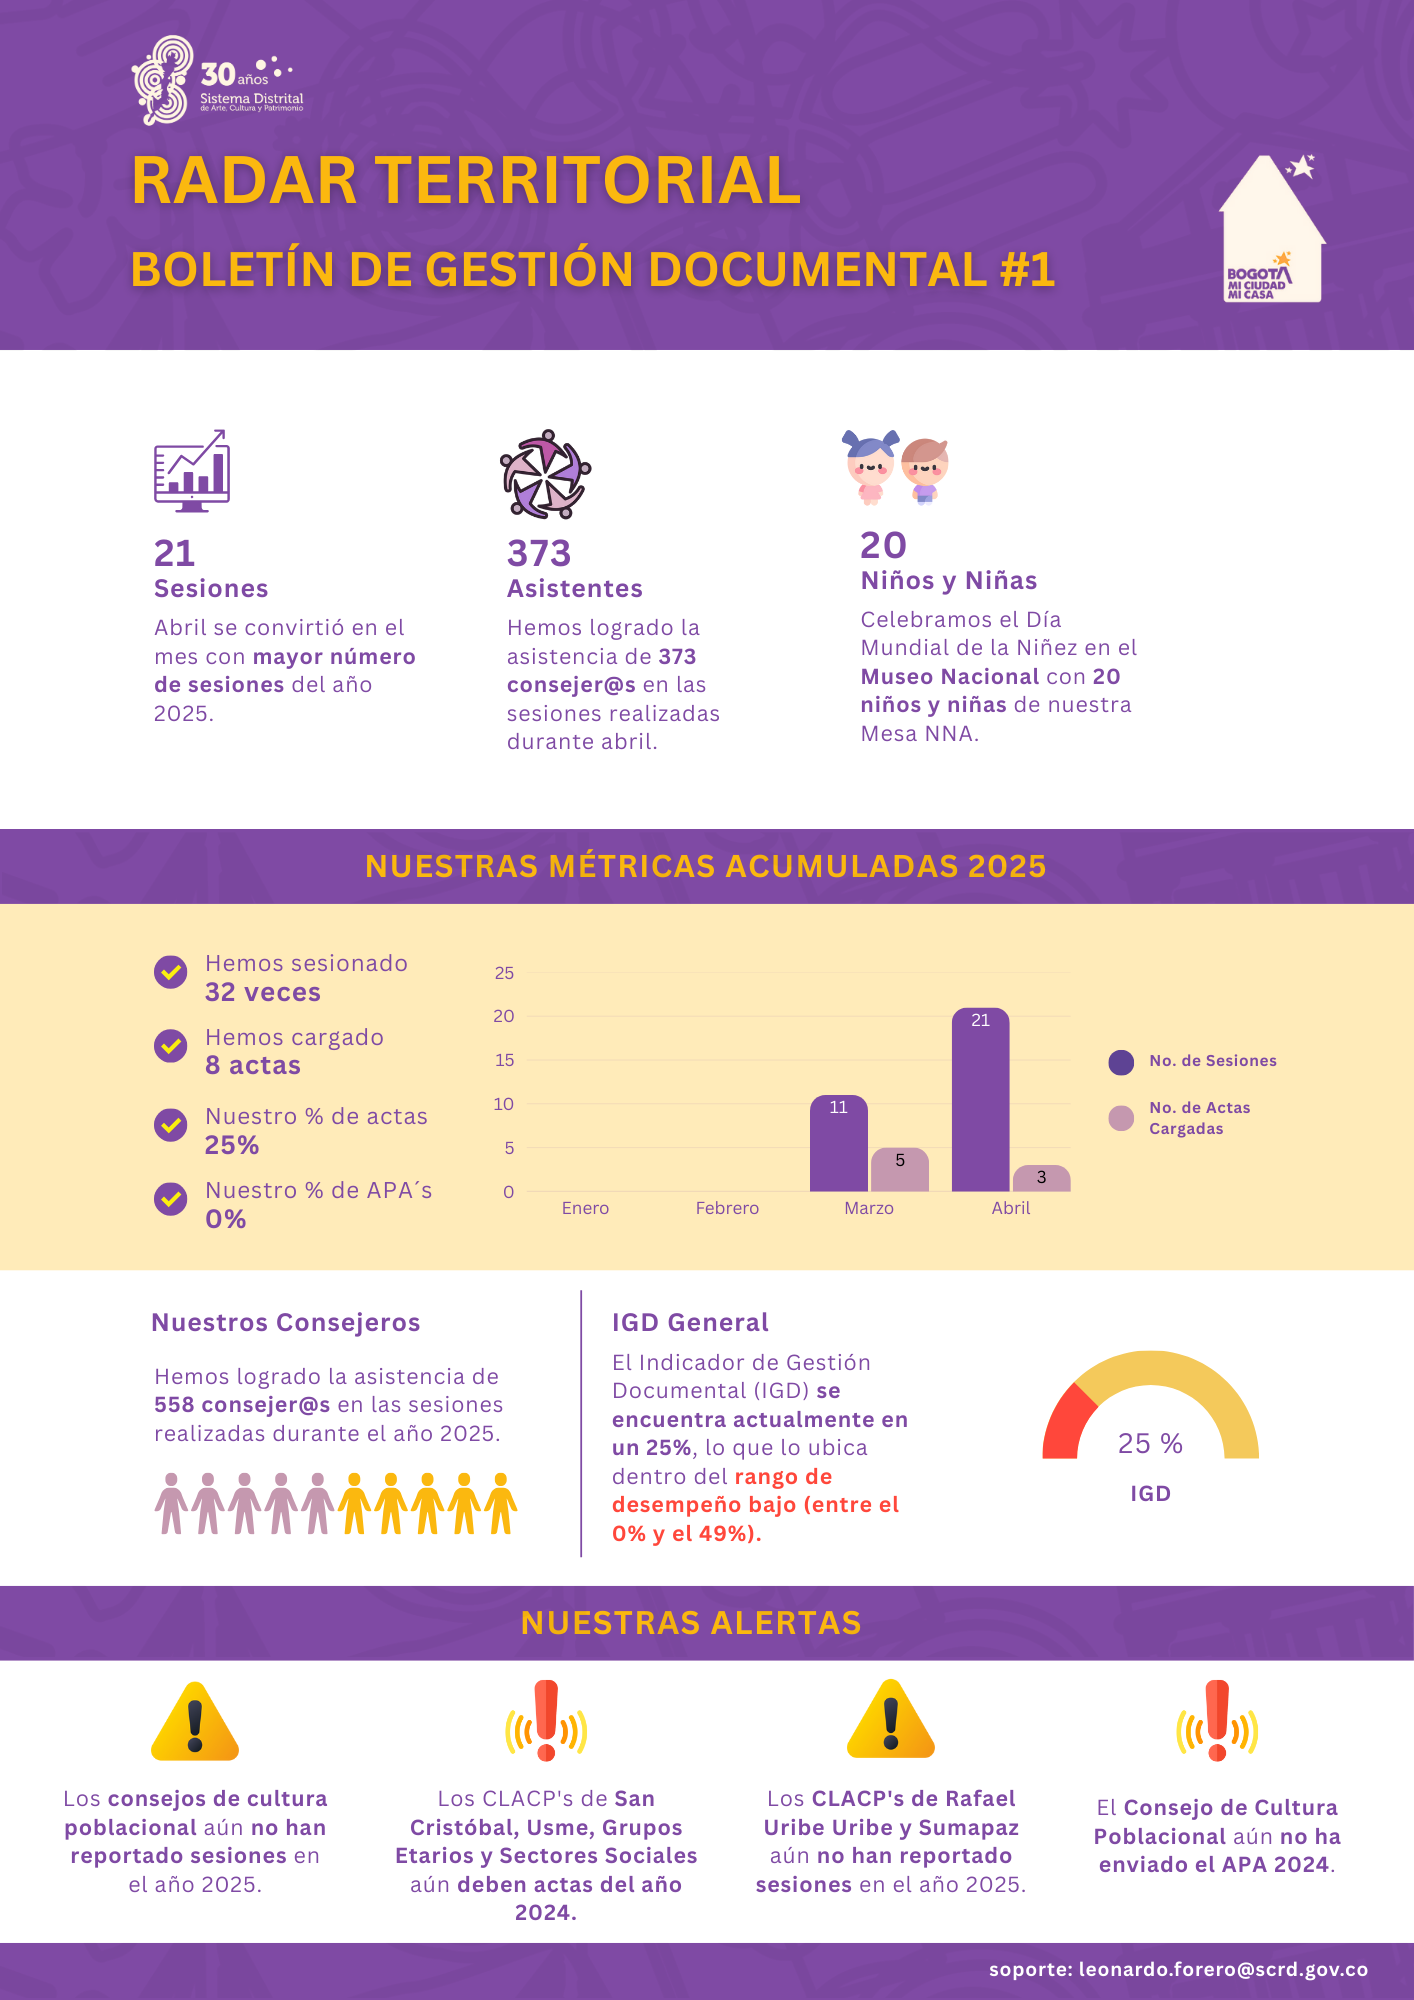 30 años
Sistema Distrital
de Arte, Cultura y Patrimonio
RADAR TERRITORIAL
BOLETÍN DE GESTIÓN DOCUMENTAL #1
BOGOTÁ
MI CIUDAD
MI CASA
21
Sesiones
Abril se convirtió en el
mes con mayor número
de sesiones del año
2025.
373
Asistentes
Hemos logrado la
asistencia de 373
consejer@s en las
sesiones realizadas
durante abril.
20
Niños y Niñas
Celebramos el Día
Mundial de la Niñez en el
Museo Nacional con 20
niños y niñas de nuestra
Mesa NNA.
NUESTRAS MÉTRICAS ACUMULADAS 2025
Hemos sesionado
32 veces
Hemos cargado
8 actas
Nuestro % de actas
25%
Nuestro % de APA´s
0%
25
20
15
10
5
0
11
5
21
3
Enero
Febrero
Marzo
Abril
No. de Sesiones
No. de Actas
Cargadas
Nuestros Consejeros
Hemos logrado la asistencia de
558 consejer@s en las sesiones
realizadas durante el año 2025.
IGD General
El Indicador de Gestión
Documental (IGD) se
encuentra actualmente en
un 25%, lo que lo ubica
dentro del rango de
desempeño bajo (entre el
0% y el 49%).
25 %
IGD
NUESTRAS ALERTAS
Los consejos de cultura
poblacional aún no han
reportado sesiones en
el año 2025.
Los CLACP's de San
Cristóbal, Usme, Grupos
Etarios y Sectores Sociales
aún deben actas del año
2024.
Los CLACP's de Rafael
Uribe Uribe y Sumapaz
aún no han reportado
sesiones en el año 2025.
El Consejo de Cultura
Poblacional aún no ha
enviado el APA 2024.
soporte: leonardo.forero@scrd.gov.co